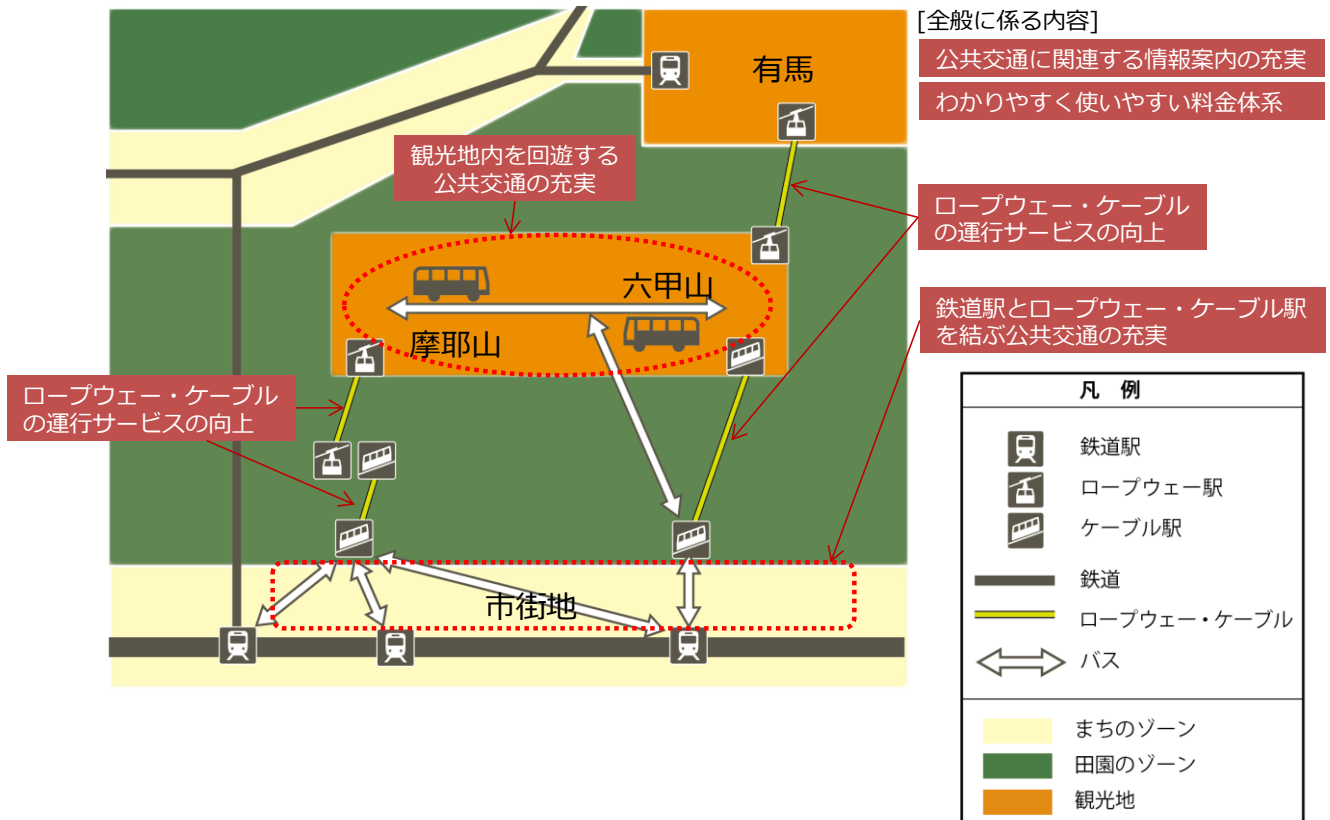 [全般に係る内容]
公共交通に関連する情報案内の充実
わかりやすく使いやすい料金体系
有馬
観光地内を回遊する
公共交通の充実
ロープウェー・ケーブル
の運行サービスの向上
六甲山
摩耶山
鉄道駅とロープウェー・ケーブル駅
を結ぶ公共交通の充実
ロープウェー・ケーブル
の運行サービスの向上
市街地
凡 例
鉄道駅
ロープウェー駅
ケーブル駅
鉄道
ロープウェー・ケーブル
バス
まちのゾーン
田園のゾーン
観光地